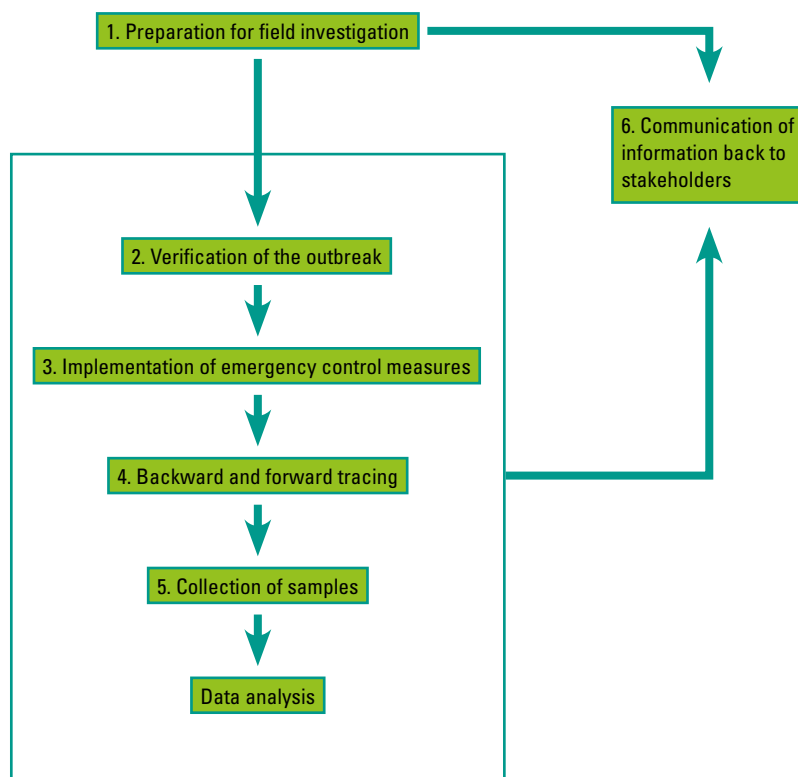 1. Preparation for field investigation
6. Communication of
information back to
stakeholders
2. Verification of the outbreak
3. Implementation of emergency control measures
4. Backward and forward tracing
5. Collection of samples
Data analysis